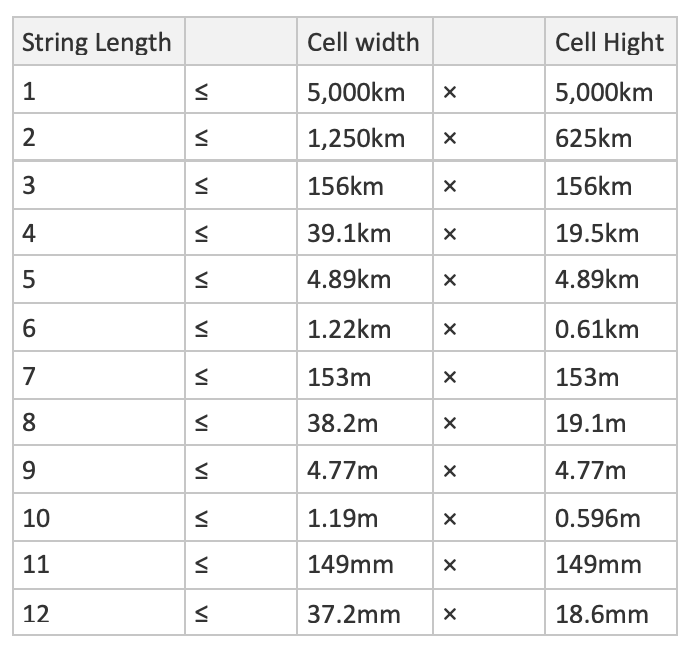 String Length Cell width Cell Hight
1 ≤ 5,000km × 5,000km
2 ≤ 1,250km × 625km
3 ≤ 156km × 156km
4 ≤ 39.1km × 19.5km
5 ≤ 4.89km × 4.89km
6 ≤ 1.22km × 0.61km
7 ≤ 153m × 153m
8 ≤ 38.2m × 19.1m
9 ≤ 4.77m × 4.77m
10 ≤ 1.19m × 0.596m
11 ≤ 149mm × 149mm
12 ≤ 37.2mm × 18.6mm